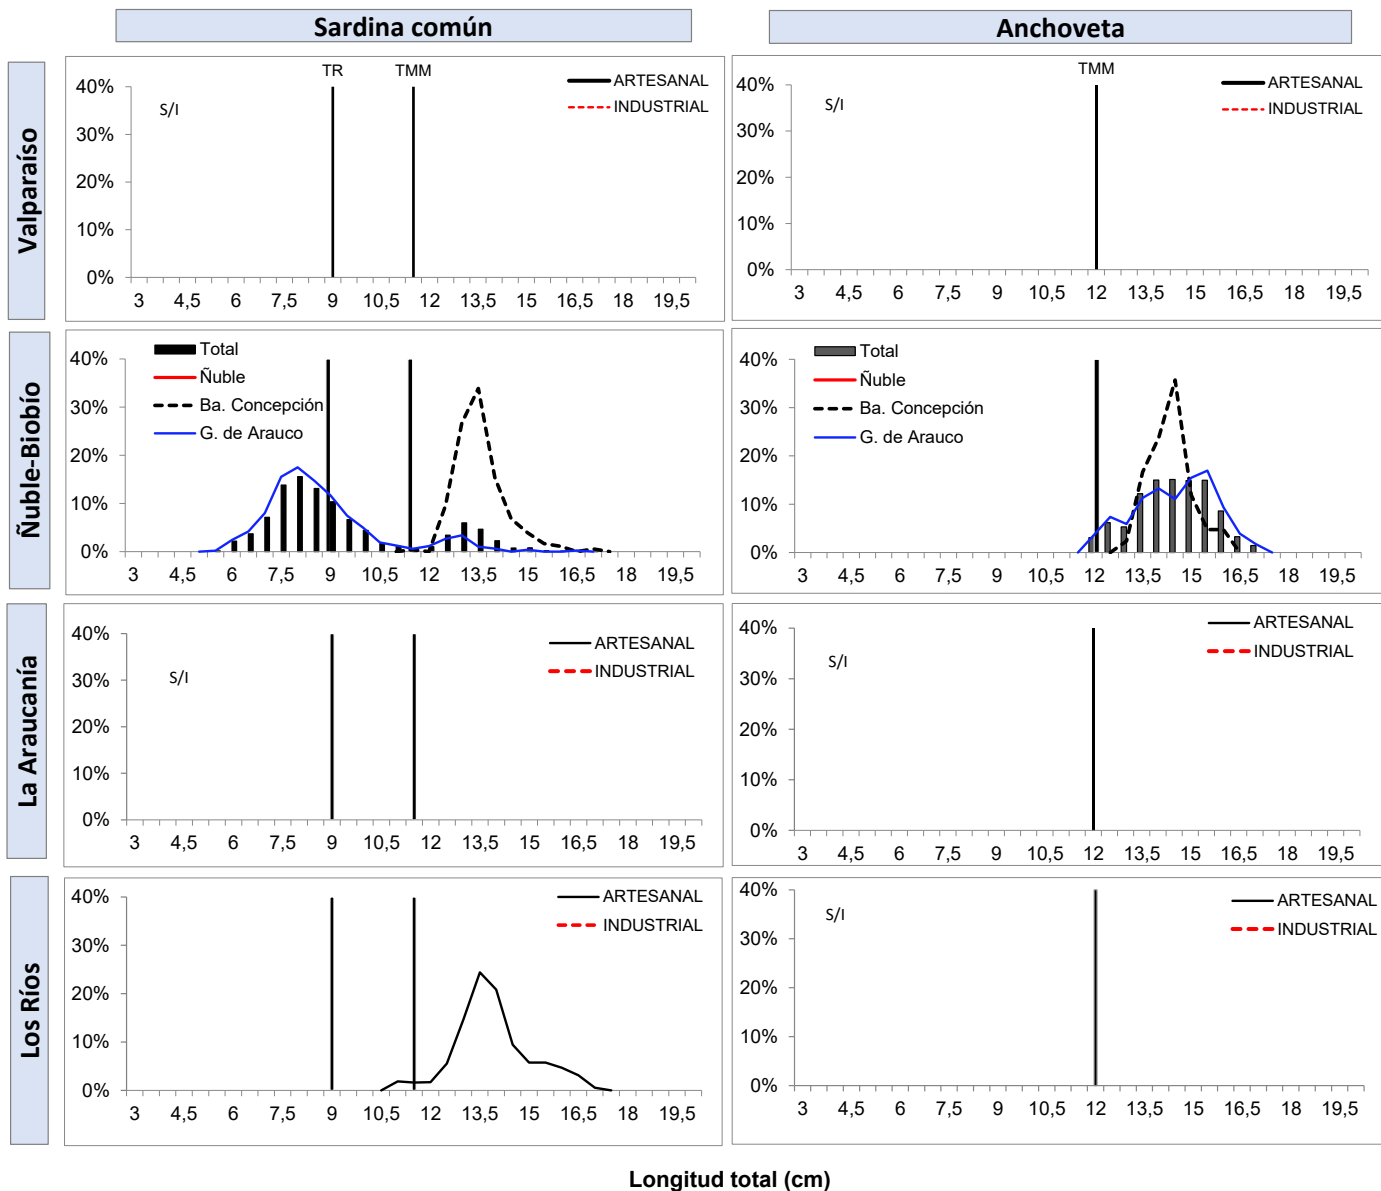 Sardina común
Anchoveta
Valparaíso
TR
TMM
ARTESANAL
INDUSTRIAL
S/I
40%
30%
20%
10%
0%
3 4,5 6 7,5 9 10,5 12 13,5 15 16,5 18 19,5
TMM
ARTESANAL
INDUSTRIAL
S/I
40%
30%
20%
10%
0%
3 4,5 6 7,5 9 10,5 12 13,5 15 16,5 18 19,5
Ñuble-Biobío
Total
Ñuble
Ba. Concepción
G. de Arauco
40%
30%
20%
10%
0%
3 4,5 6 7,5 9 10,5 12 13,5 15 16,5 18 19,5
Total
Ñuble
Ba. Concepción
G. de Arauco
40%
30%
20%
10%
0%
3 4,5 6 7,5 9 10,5 12 13,5 15 16,5 18 19,5
La Araucanía
ARTESANAL
INDUSTRIAL
S/I
40%
30%
20%
10%
0%
3 4,5 6 7,5 9 10,5 12 13,5 15 16,5 18 19,5
ARTESANAL
INDUSTRIAL
S/I
40%
30%
20%
10%
0%
3 4,5 6 7,5 9 10,5 12 13,5 15 16,5 18 19,5
Los Ríos
ARTESANAL
INDUSTRIAL
40%
30%
20%
10%
0%
3 4,5 6 7,5 9 10,5 12 13,5 15 16,5 18 19,5
ARTESANAL
INDUSTRIAL
S/I
40%
30%
20%
10%
0%
3 4,5 6 7,5 9 10,5 12 13,5 15 16,5 18 19,5
Longitud total (cm)